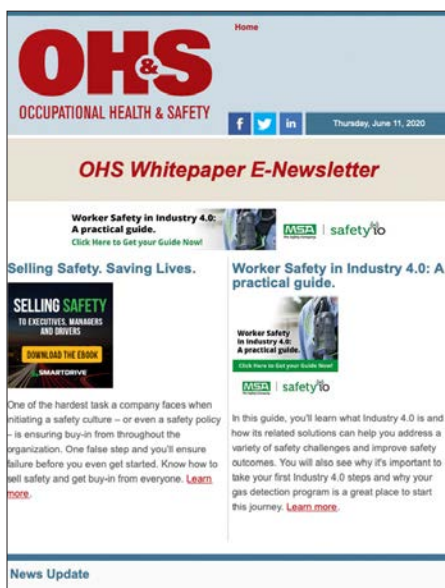 Home
OH&S
OCCUPATIONAL HEALTH & SAFETY
Thursday, June 11, 2020
OHS Whitepaper E-Newsletter
Worker Safety in Industry 4.0:
A practical guide.
Click Here to Get your Guide Now!
MSA
The Safety Company
safety io
Selling Safety. Saving Lives.
SELLING SAFETY
TO EXECUTIVES, MANAGERS
AND DRIVERS
DOWNLOAD THE EBOOK
SMARTDRIVE
One of the hardest task a company faces when
initiating a safety culture – or even a safety policy
– is ensuring buy-in from throughout the
organization. One false step and you'll ensure
failure before you even get started. Know how to
sell safety and get buy-in from everyone. Learn
more.
Worker Safety in Industry 4.0: A
practical guide.
Worker Safety
in Industry 4.0:
A practical guide.
Click Here to Get your Guide Now!
MSA
The Safety Company
safety io
In this guide, you'll learn what Industry 4.0 is and
how its related solutions can help you address a
variety of safety challenges and improve safety
outcomes. You will also see why it's important to
take your first Industry 4.0 steps and why your
gas detection program is a great place to start
this journey. Learn more.
News Update